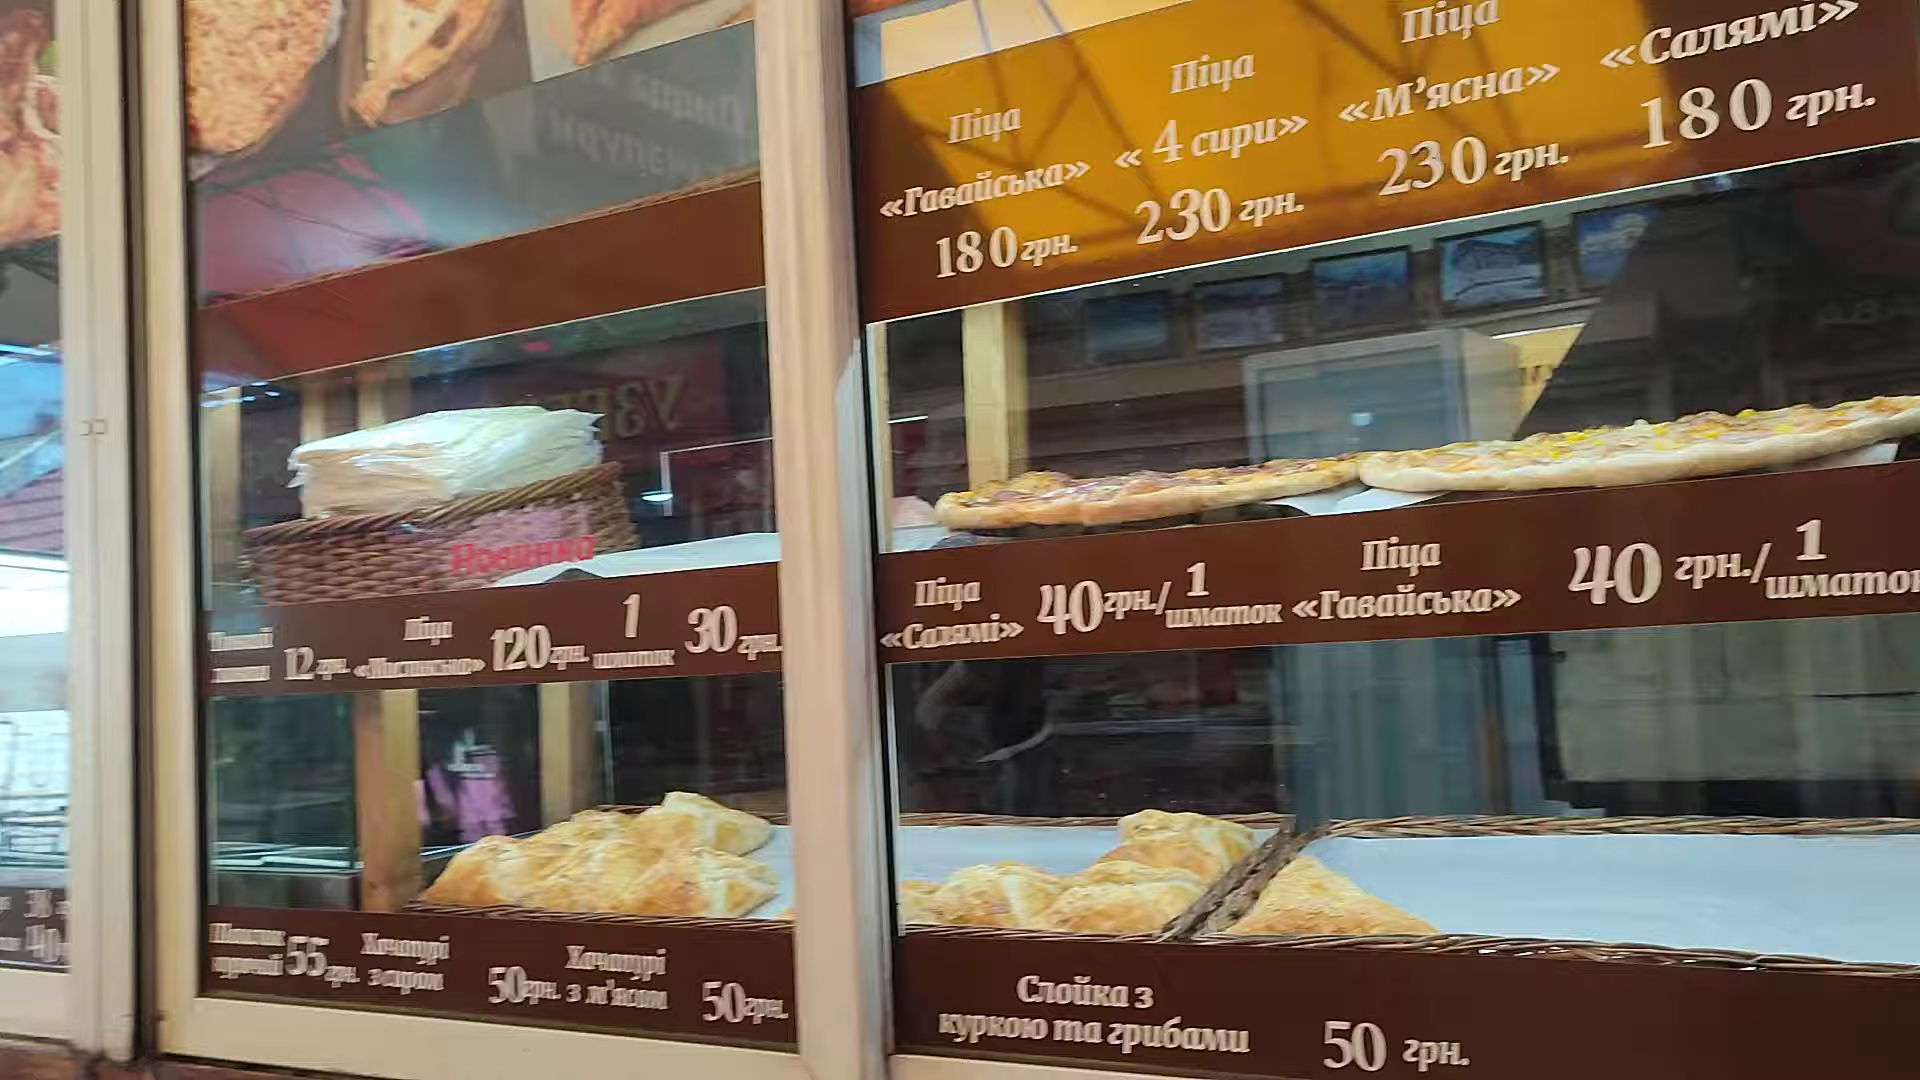 Піца
«Гавайська»
180 грн.
Піца
« 4 сири»
230 грн.
Піца
«М’ясна»
230 грн.
Піца
«Салямі»
180 грн.
Новинка
12 грн.
Піца
120 грн.
1
шматок
30 грн.
Піца
«Салямі»
40 грн./ 1
шматок
Піца
«Гавайська»
40 грн./ 1
шматок
55 грн.
Хачапурі
з сиром
50 грн.
Хачапурі
з м'ясом
50 грн.
Слойка з
куркою та грибами
50 грн.